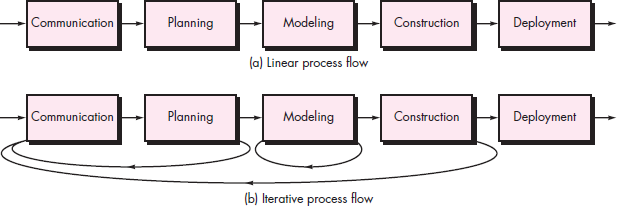 Communication Planning Modeling Construction Deployment
(a) Linear process flow
Communication Planning Modeling Construction Deployment
(b) Iterative process flow